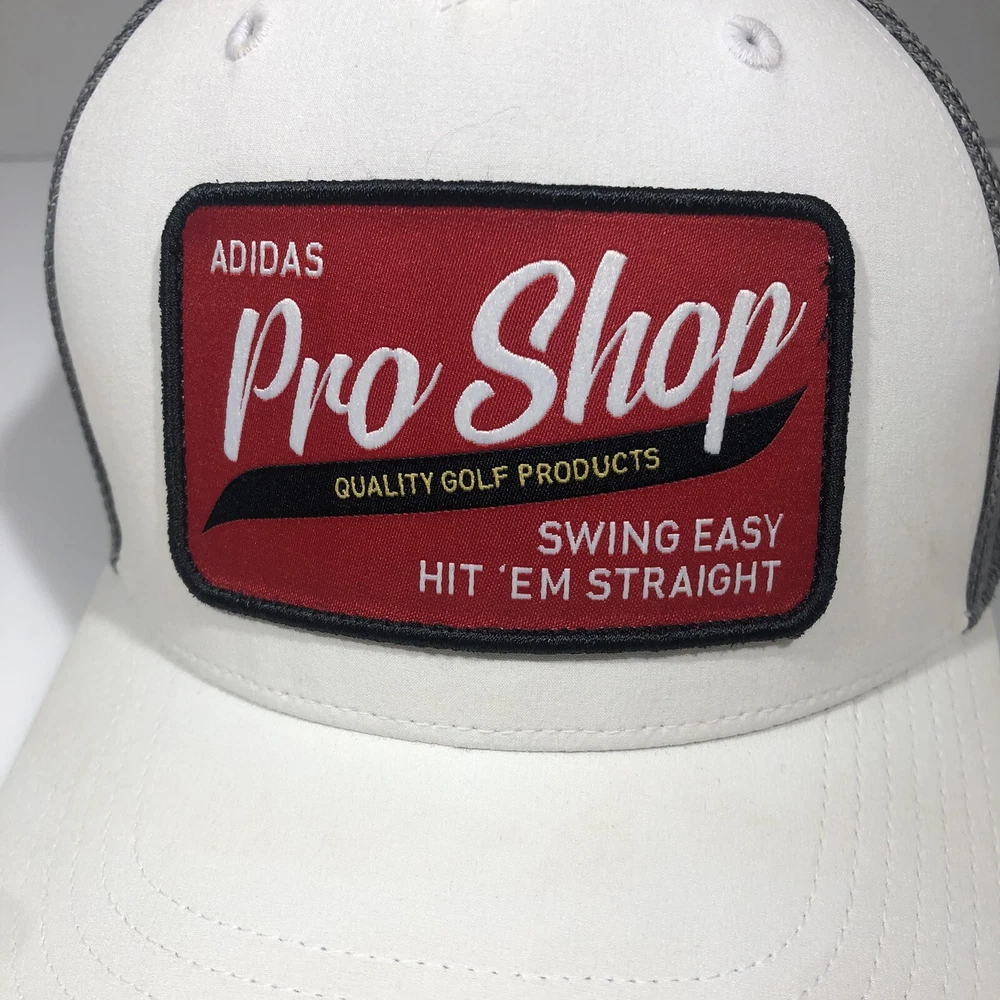 ADIDAS
Pro Shop
QUALITY GOLF PRODUCTS
SWING EASY
HIT 'EM STRAIGHT